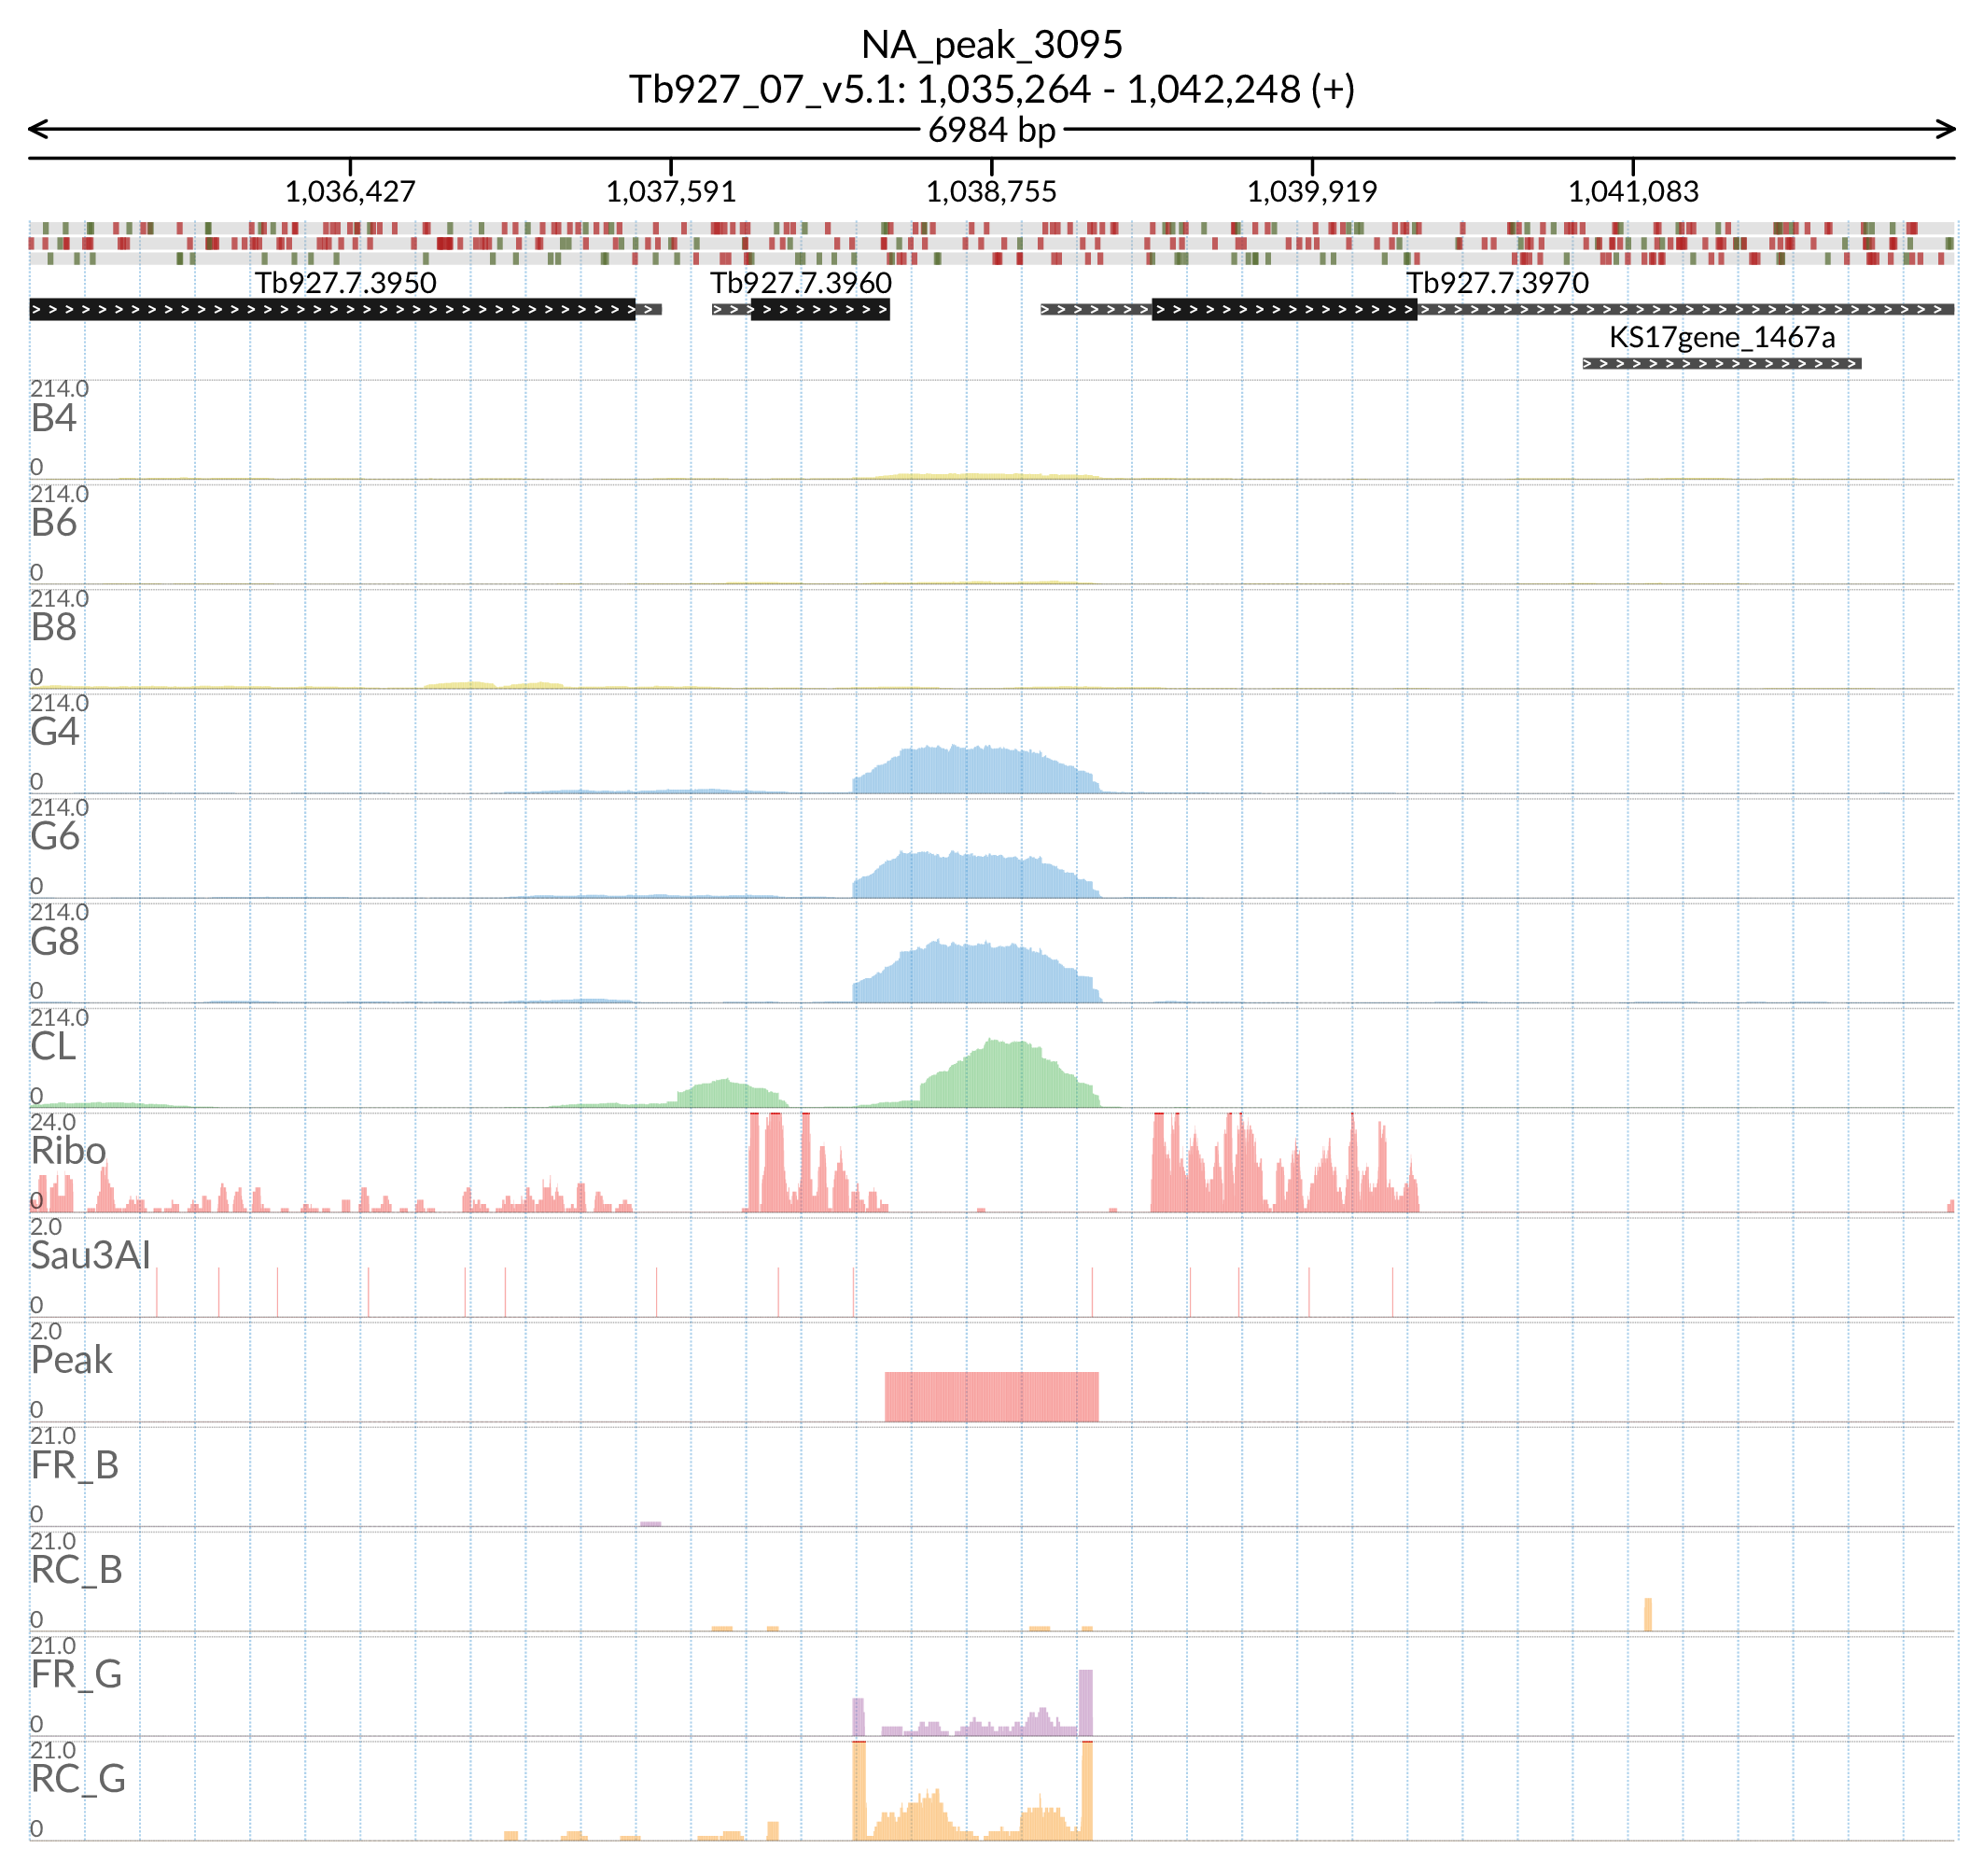 NA_peak_3095
Tb927_07_v5.1: 1,035,264 - 1,042,248 (+)
6984 bp
1,036,427 1,037,591 1,038,755 1,039,919 1,041,083
Tb927.7.3950 Tb927.7.3960 Tb927.7.3970
KS17gene_1467a
214.0
B4
0
214.0
B6
0
214.0
B8
0
214.0
G4
0
214.0
G6
0
214.0
G8
0
214.0
CL
0
24.0
Ribo
0
2.0
Sau3AI
0
2.0
Peak
0
21.0
FR_B
0
21.0
RC_B
0
21.0
FR_G
0
21.0
RC_G
0